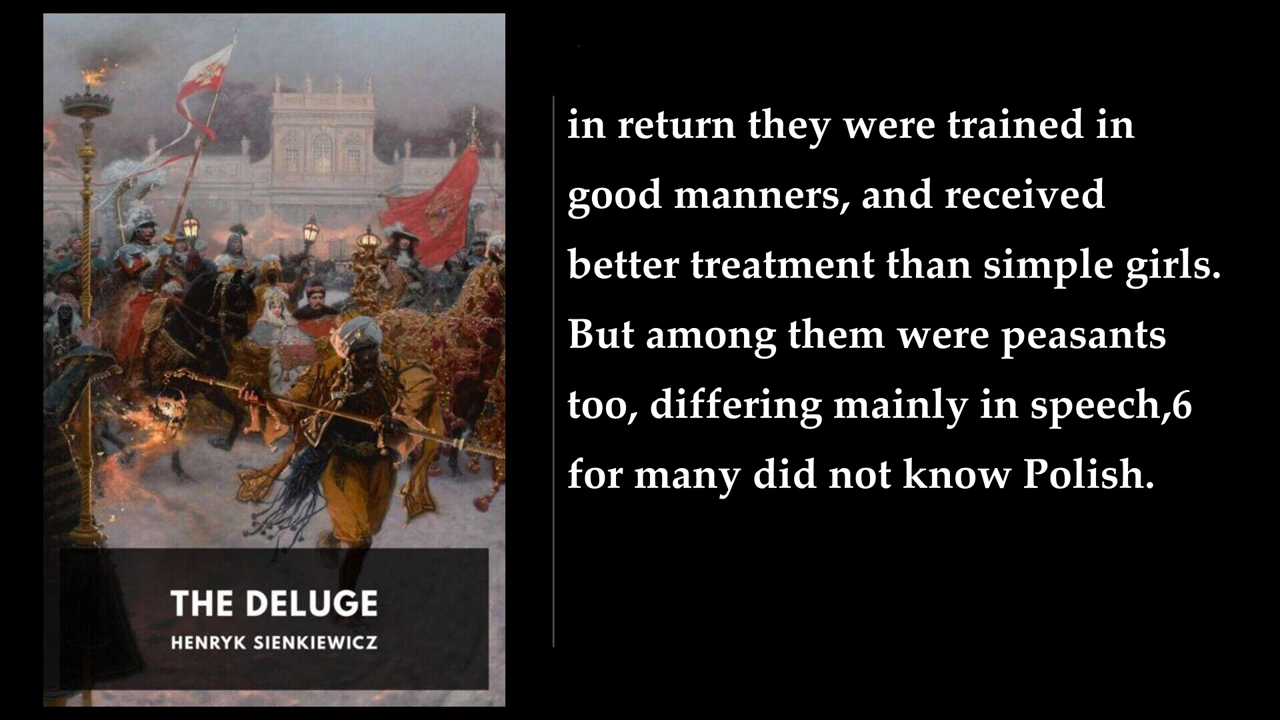 in return they were trained in
good manners, and received
better treatment than simple girls.
But among them were peasants
too, differing mainly in speech,6
for many did not know Polish.
THE DELUGE
HENRYK SIENKIEWICZ